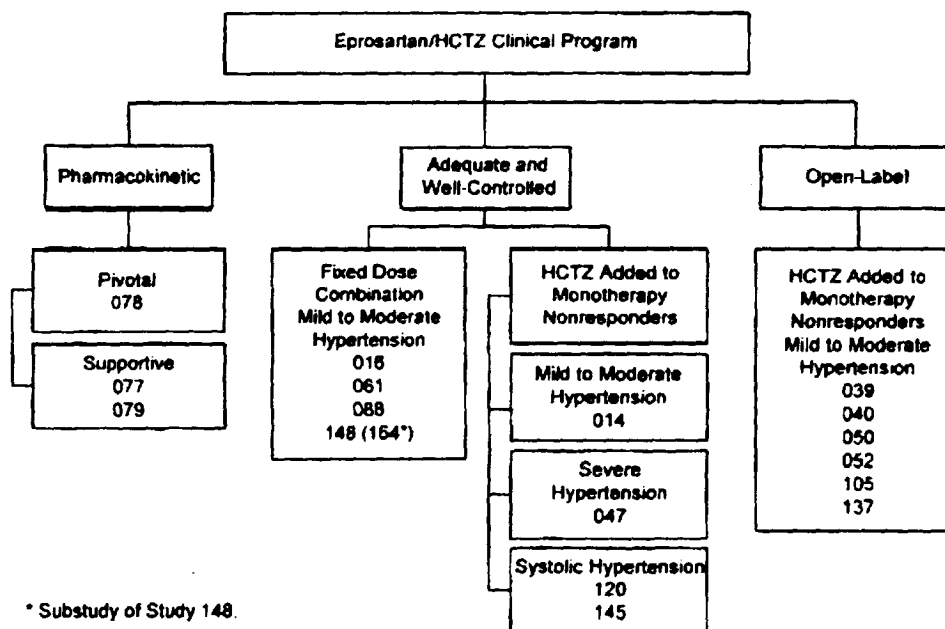 Eprosartan/HCTZ Clinical Program
Pharmacokinetic
Pivotal
078
Supportive
077
079
Adequate and
Well-Controlled
Fixed Dose
Combination
Mild to Moderate
Hypertension
016
061
088
148 (164*)
HCTZ Added to
Monotherapy
Nonresponders
Mild to Moderate
Hypertension
014
Severe
Hypertension
047
Systolic Hypertension
120
145
Open-Label
HCTZ Added to
Monotherapy
Nonresponders
Mild to Moderate
Hypertension
039
040
050
052
105
137
* Substudy of Study 148.